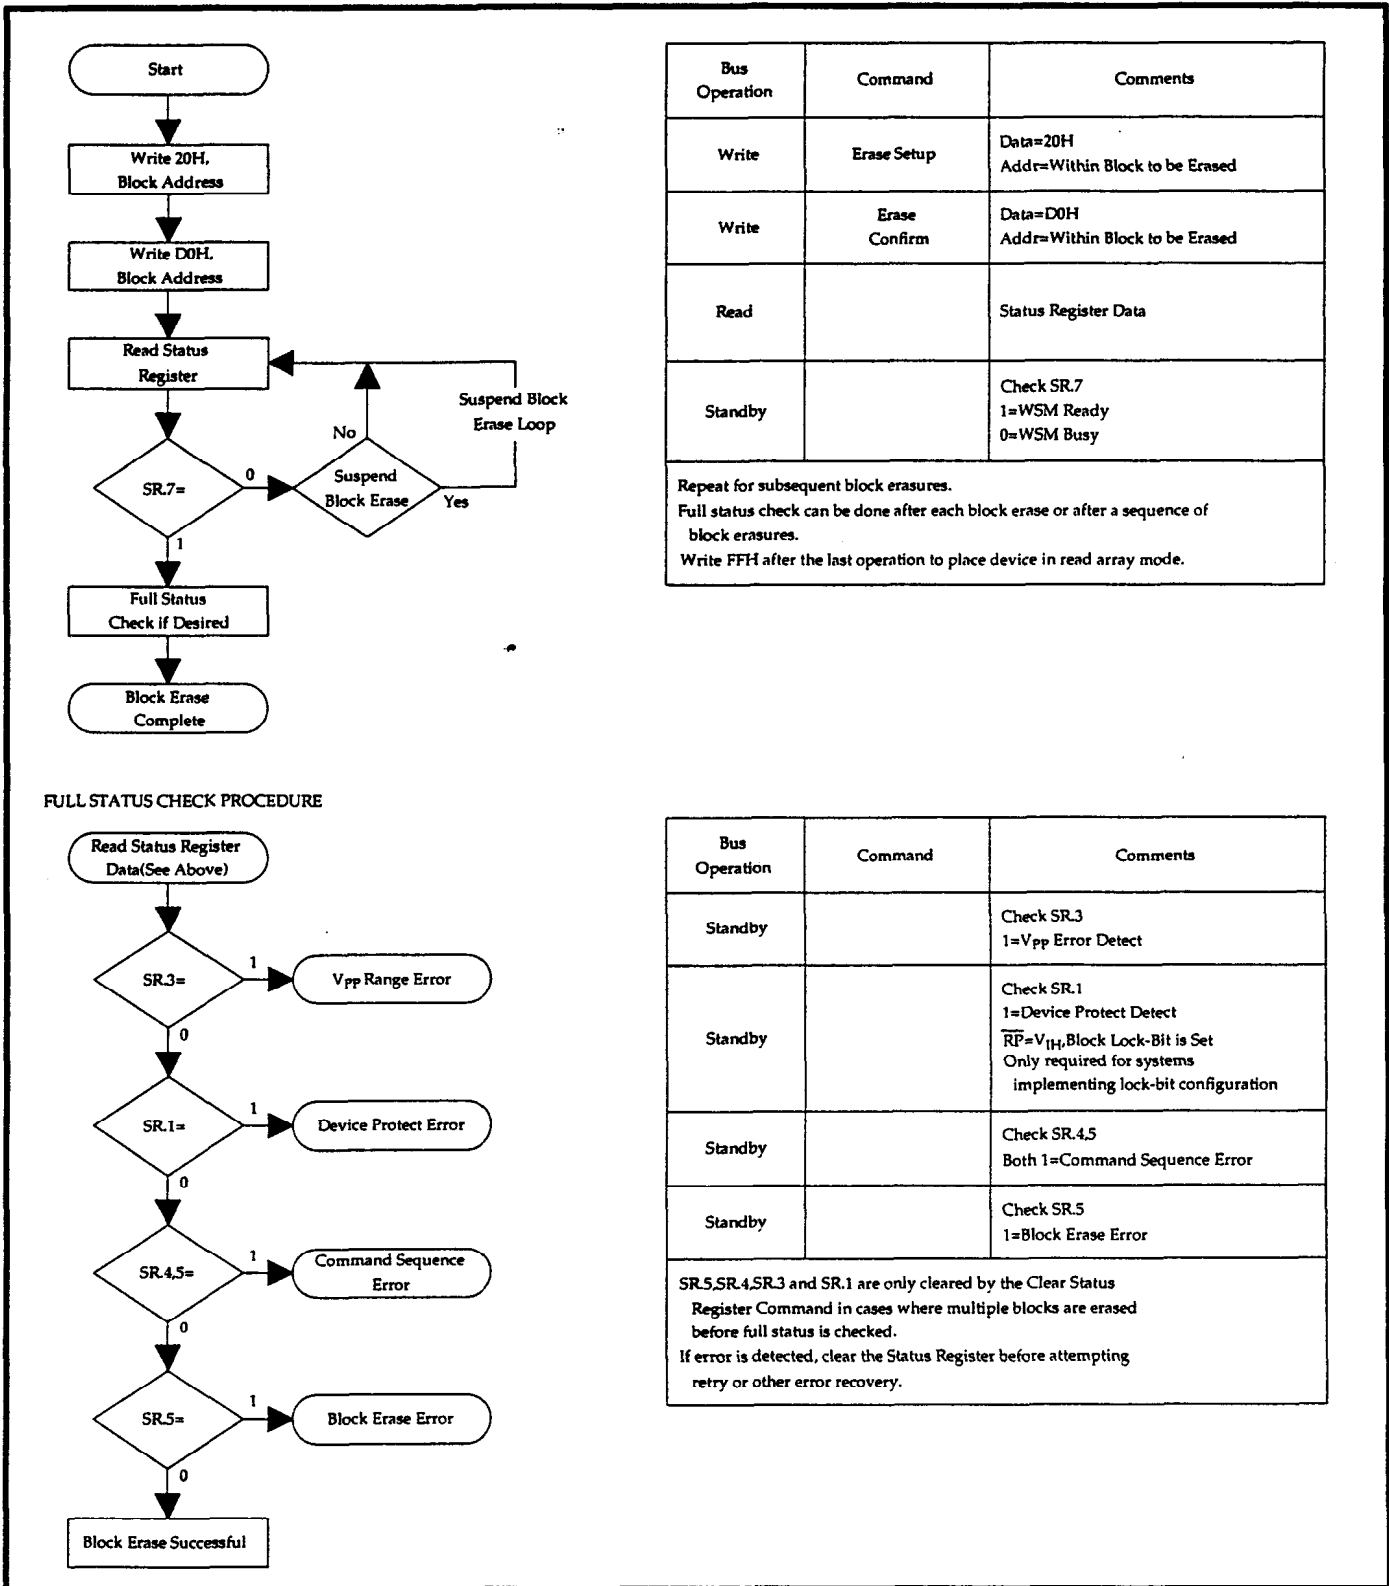 Start
Write 20H,
Block Address
Write D0H,
Block Address
Read Status
Register
Suspend Block
Erase Loop
No
SR.7=
0
Suspend
Block Erase
Yes
1
Full Status
Check if Desired
Block Erase
Complete
Bus
Operation
Command
Comments
Write
Erase Setup
Data=20H
Addr=Within Block to be Erased
Write
Erase
Confirm
Data=D0H
Addr=Within Block to be Erased
Read
Status Register Data
Standby
Check SR.7
1=WSM Ready
0=WSM Busy
Repeat for subsequent block erasures.
Full status check can be done after each block erase or after a sequence of
block erasures.
Write FFH after the last operation to place device in read array mode.
FULL STATUS CHECK PROCEDURE
Read Status Register
Data(See Above)
SR.3=
1
VPP Range Error
0
SR.1=
1
Device Protect Error
0
SR.4,5=
1
Command Sequence
Error
0
SR.5=
1
Block Erase Error
0
Block Erase Successful
Bus
Operation
Command
Comments
Standby
Check SR.3
1=VPP Error Detect
Standby
Check SR.1
1=Device Protect Detect
R̅P̅=VIH,Block Lock-Bit is Set
Only required for systems
implementing lock-bit configuration
Standby
Check SR.4,5
Both 1=Command Sequence Error
Standby
Check SR.5
1=Block Erase Error
SR.5,SR.4,SR.3 and SR.1 are only cleared by the Clear Status
Register Command in cases where multiple blocks are erased
before full status is checked.
If error is detected, clear the Status Register before attempting
retry or other error recovery.